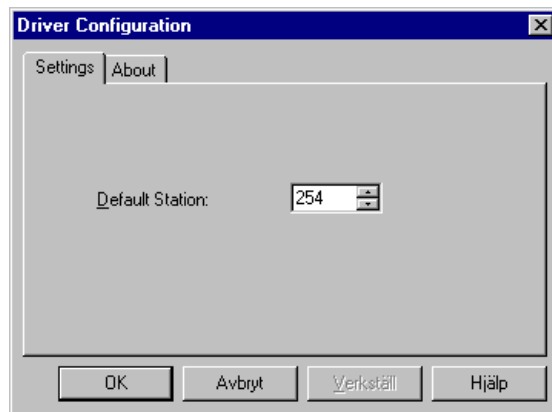 Driver Configuration
Settings About
Default Station: 254
OK Avbryt Verkställ Hjälp